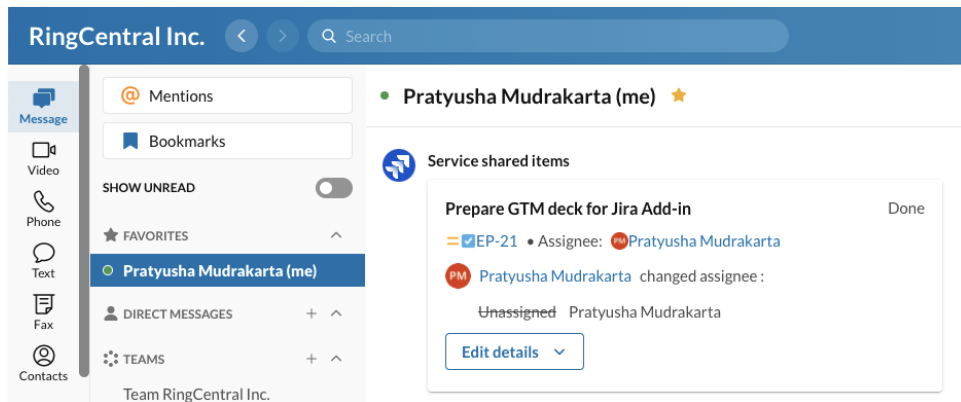 RingCentral Inc.
Search
Message
Video
Phone
Text
Fax
Contacts
@ Mentions
Bookmarks
SHOW UNREAD
FAVORITES
Pratyusha Mudrakarta (me)
DIRECT MESSAGES
TEAMS
Team RingCentral Inc.
Pratyusha Mudrakarta (me)
Service shared items
Prepare GTM deck for Jira Add-in Done
EP-21 • Assignee: PM Pratyusha Mudrakarta
PM Pratyusha Mudrakarta changed assignee :
Unassigned Pratyusha Mudrakarta
Edit details